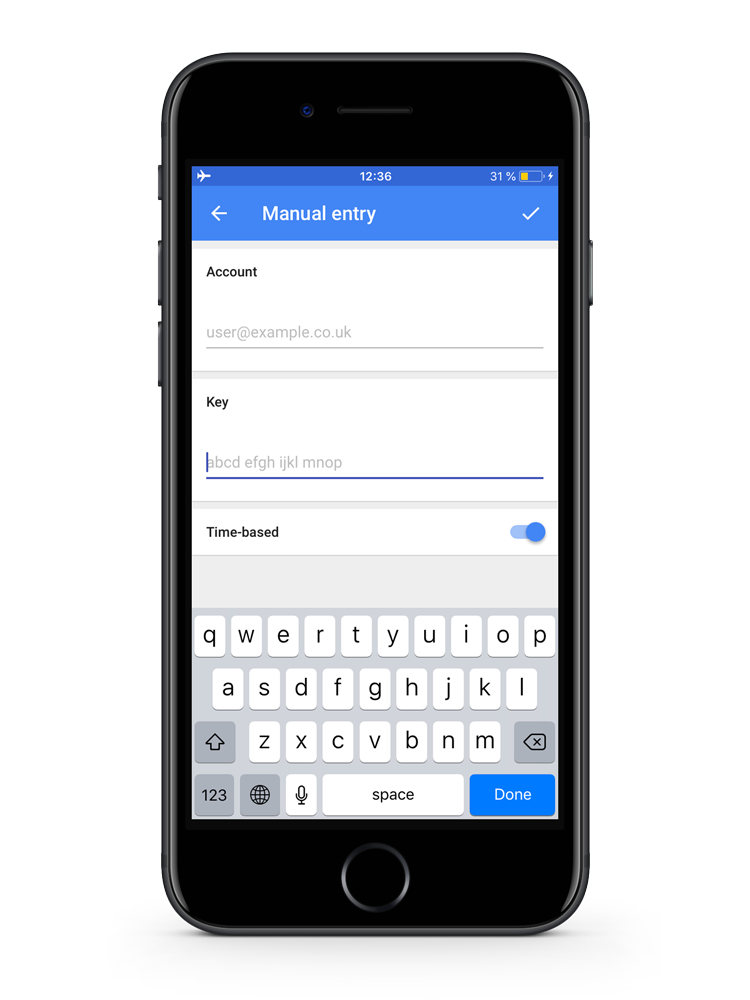 12:36 31 %
Manual entry
Account
user@example.co.uk
Key
abcd efgh ijkl mnop
Time-based
q w e r t y u i o p
a s d f g h j k l
z x c v b n m
123 space Done